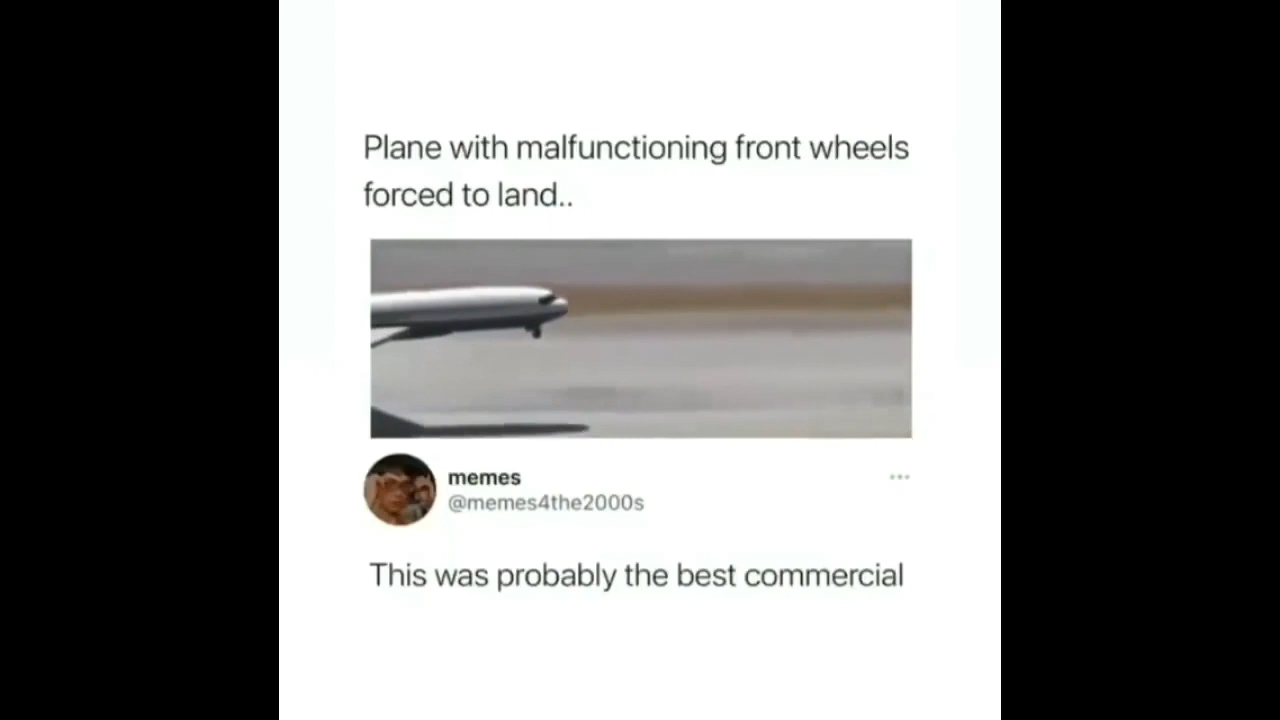 Plane with malfunctioning front wheels
forced to land..
memes
@memes4the2000s
This was probably the best commercial